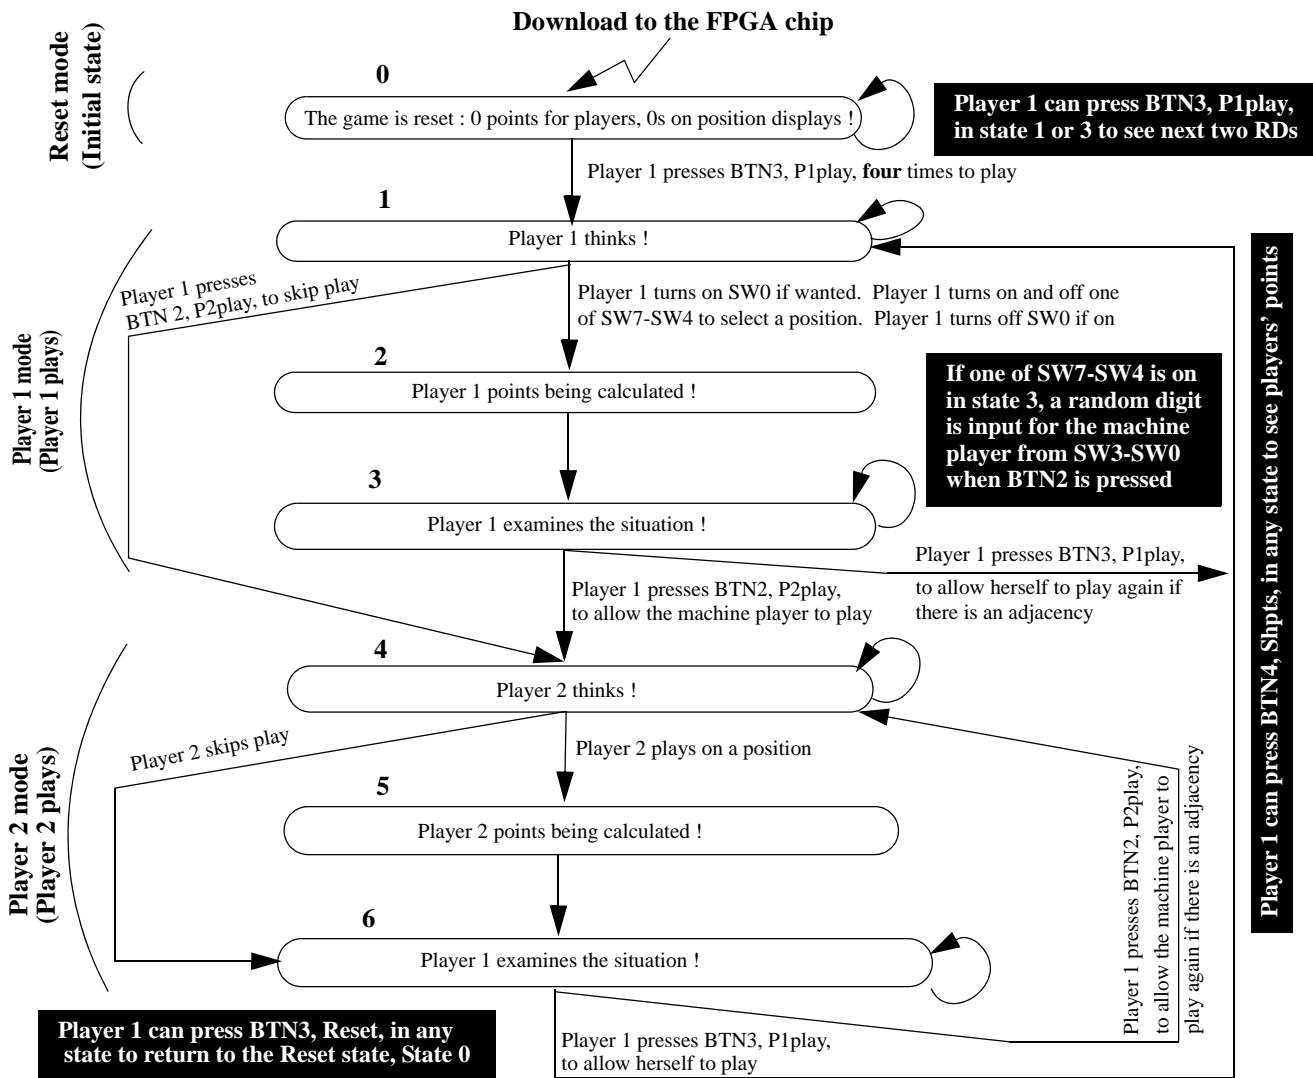 Download to the FPGA chip
Reset mode
(Initial state)
0
The game is reset : 0 points for players, 0s on position displays !
Player 1 can press BTN3, P1play,
in state 1 or 3 to see next two RDs
Player 1 presses BTN3, P1play, four times to play
1
Player 1 thinks !
Player 1 presses
BTN 2, P2play, to skip play
Player 1 turns on SW0 if wanted. Player 1 turns on and off one
of SW7-SW4 to select a position. Player 1 turns off SW0 if on
Player 1 mode
(Player 1 plays)
2
Player 1 points being calculated !
If one of SW7-SW4 is on
in state 3, a random digit
is input for the machine
player from SW3-SW0
when BTN2 is pressed
3
Player 1 examines the situation !
Player 1 presses BTN3, P1play,
to allow herself to play again if
there is an adjacency
Player 1 presses BTN2, P2play,
to allow the machine player to play
Player 1 can press BTN4, Shpts, in any state to see players' points
4
Player 2 thinks !
Player 2 skips play
Player 2 plays on a position
Player 2 mode
(Player 2 plays)
5
Player 2 points being calculated !
Player 1 presses BTN2, P2play,
to allow the machine player to
play again if there is an adjacency
6
Player 1 examines the situation !
Player 1 can press BTN3, Reset, in any
state to return to the Reset state, State 0
Player 1 presses BTN3, P1play,
to allow herself to play